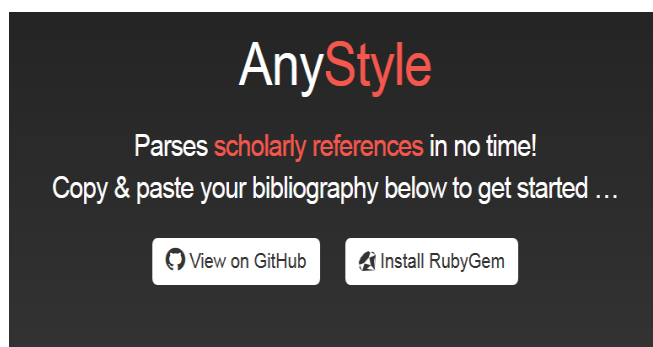 AnyStyle
Parses scholarly references in no time!
Copy & paste your bibliography below to get started …
View on GitHub
Install RubyGem